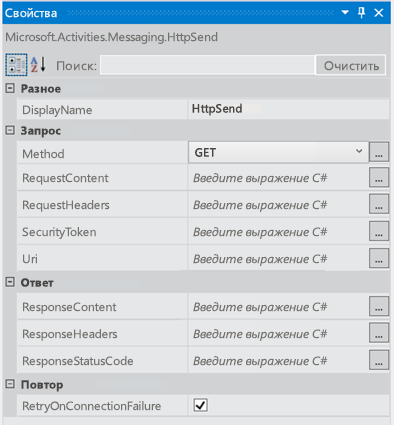 Свойства
Microsoft.Activities.Messaging.HttpSend
Поиск: Очистить
Разное
DisplayName HttpSend
Запрос
Method GET ...
RequestContent Введите выражение C# ...
RequestHeaders Введите выражение C# ...
SecurityToken Введите выражение C# ...
Uri Введите выражение C# ...
Ответ
ResponseContent Введите выражение C# ...
ResponseHeaders Введите выражение C# ...
ResponseStatusCode Введите выражение C# ...
Повтор
RetryOnConnectionFailure